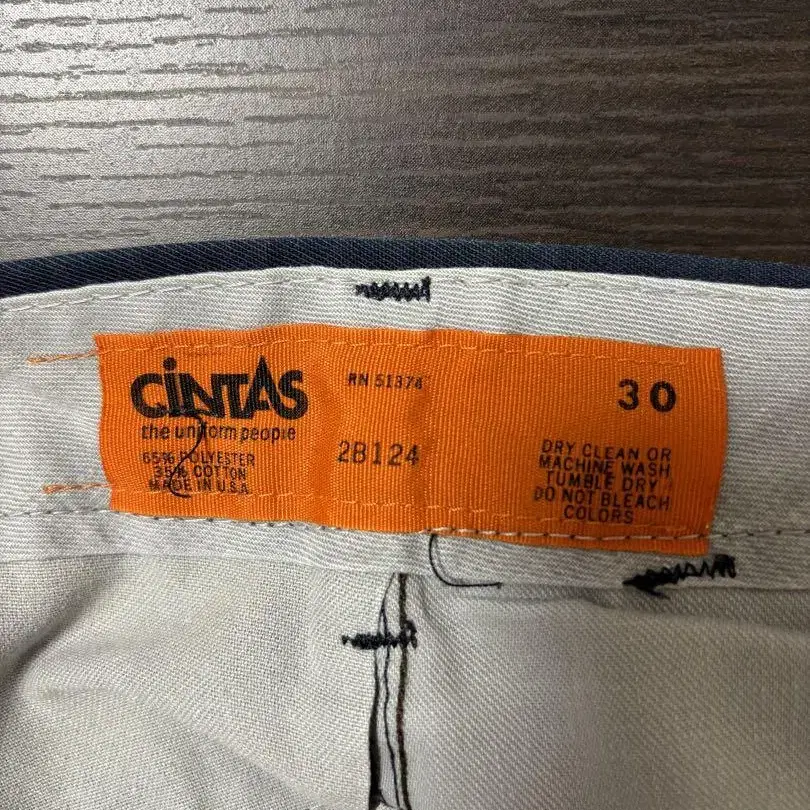 CiNTAS
the uniform people
65% POLYESTER
35% COTTON
MADE IN U.S.A.
RN 51374
2B124
30
DRY CLEAN OR
MACHINE WASH
TUMBLE DRY
DO NOT BLEACH
COLORS